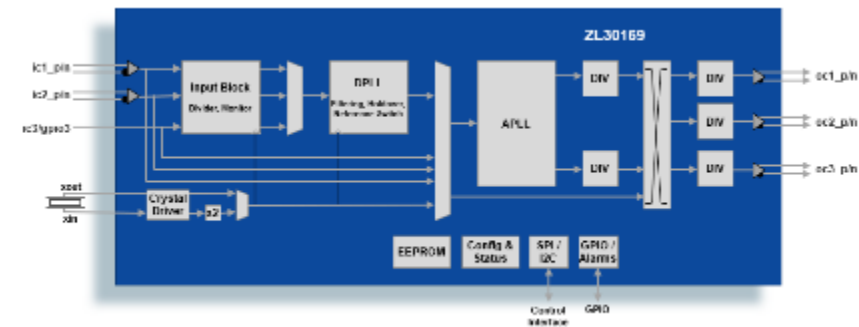 ZL30169
ic1_p/n
ic2_p/n
ic3/gpio3
xout
xin
Input Block
Divider, Monitor
DPLL
Filtering, Holdover,
Reference Switch
APLL
DIV
DIV
DIV
DIV
DIV
oc1_p/n
oc2_p/n
oc3_p/n
Crystal
Driver
x2
EEPROM
Config &
Status
SPI /
I2C
GPIO /
Alarms
Control
Interface
GPIO